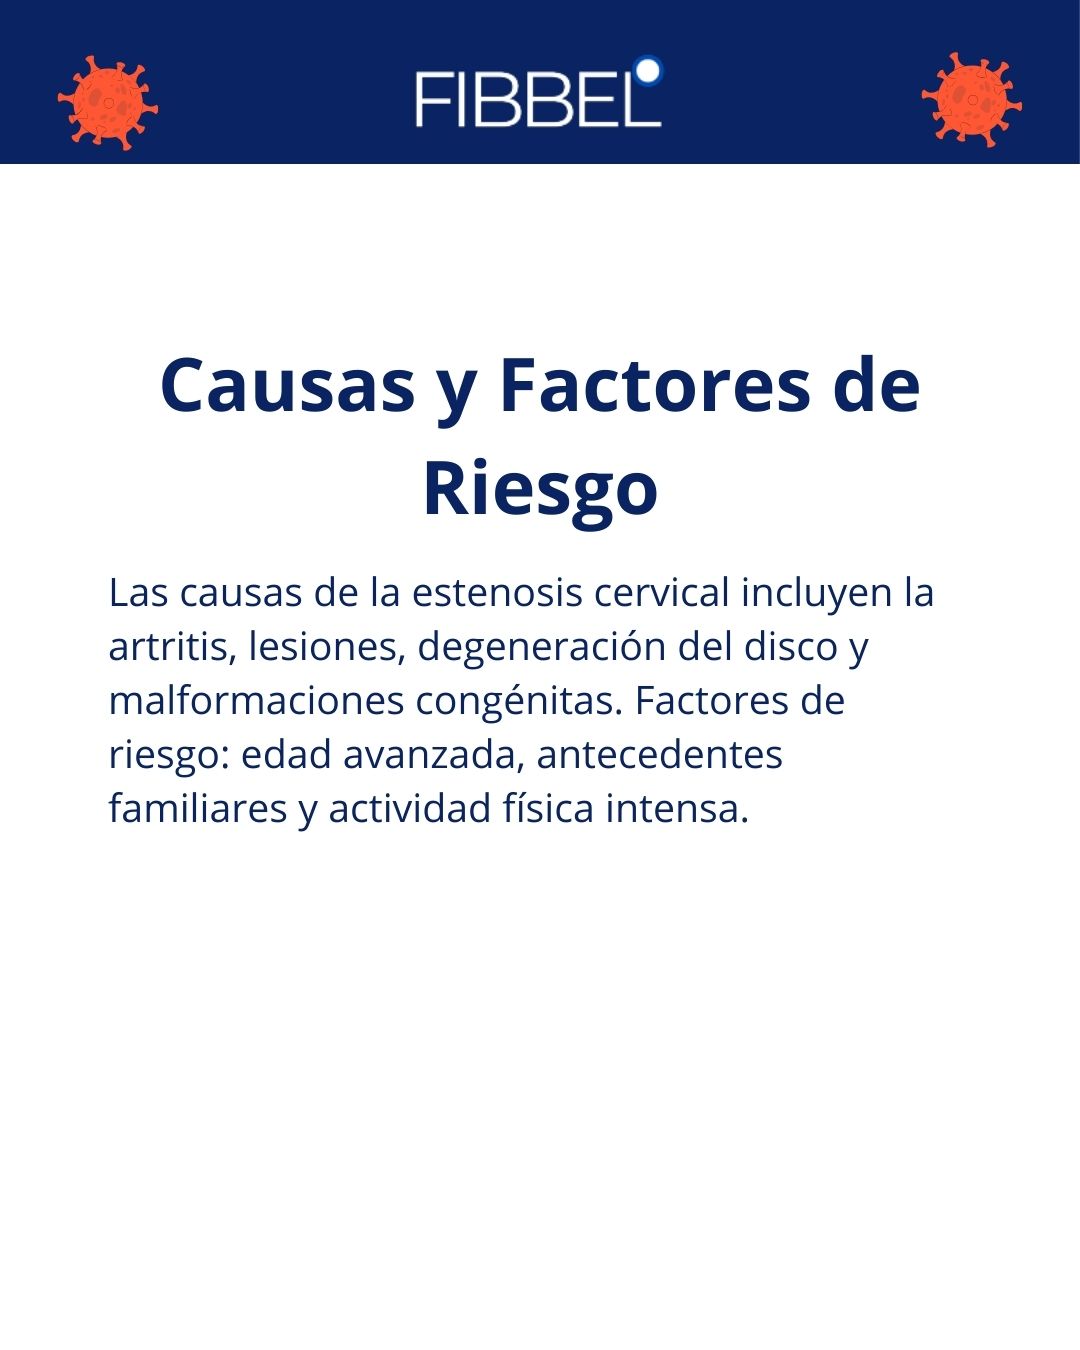 FIBBEL
Causas y Factores de
Riesgo
Las causas de la estenosis cervical incluyen la
artritis, lesiones, degeneración del disco y
malformaciones congénitas. Factores de
riesgo: edad avanzada, antecedentes
familiares y actividad física intensa.